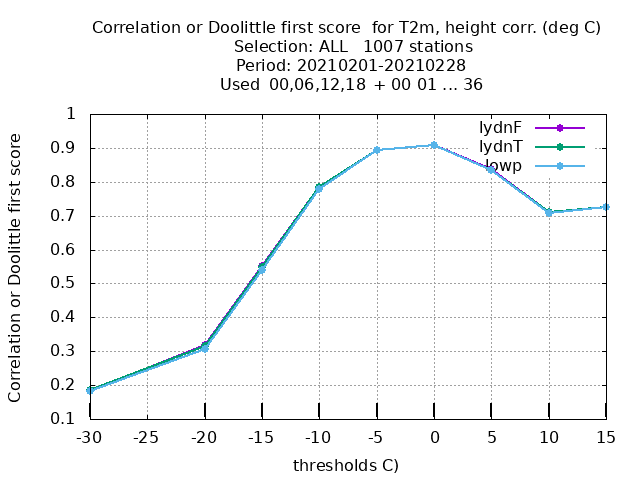 Correlation or Doolittle first score  for T2m, height corr. (deg C)
Selection: ALL   1007 stations
Period: 20210201-20210228
Used  00,06,12,18  + 00 01 ... 36
Correlation or Doolittle first score
1
0.9
0.8
0.7
0.6
0.5
0.4
0.3
0.2
0.1
lydnF
lydnT
lowp
-30 -25 -20 -15 -10 -5 0 5 10 15
thresholds C)